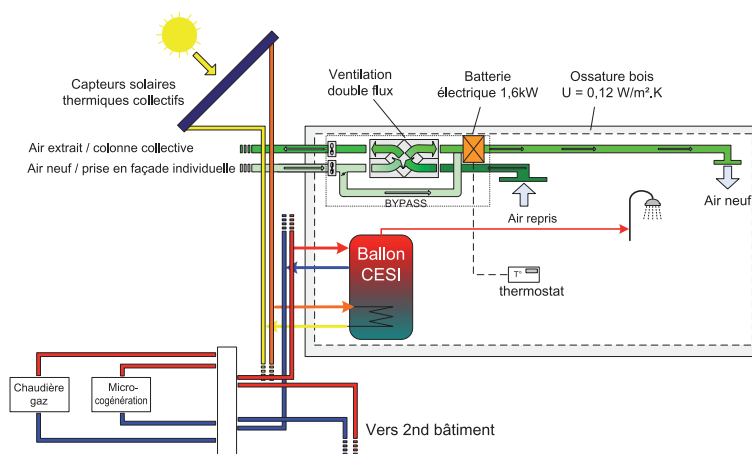 Capteurs solaires
thermiques collectifs
Ventilation
double flux
Batterie
électrique 1,6kW
Ossature bois
U = 0,12 W/m².K
Air extrait / colonne collective
Air neuf / prise en façade individuelle
BYPASS
Air repris
Air neuf
Ballon
CESI
T°
thermostat
Chaudière
gaz
Micro-
cogénération
Vers 2nd bâtiment